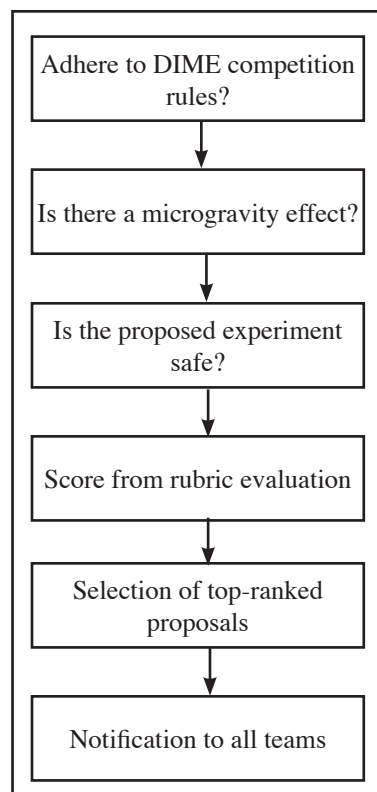 Adhere to DIME competition
rules?
Is there a microgravity effect?
Is the proposed experiment
safe?
Score from rubric evaluation
Selection of top-ranked
proposals
Notification to all teams